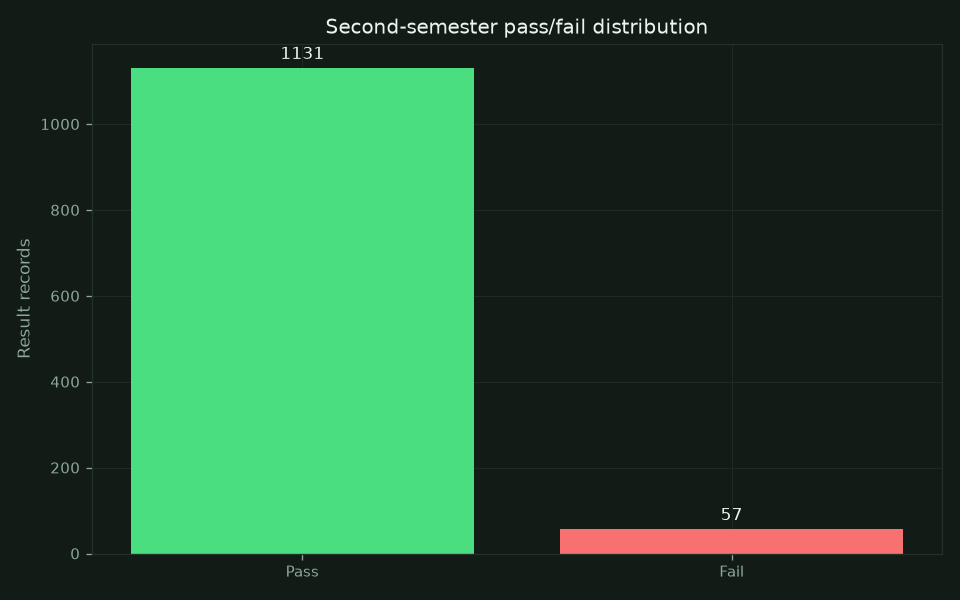 Second-semester pass/fail distribution
1131
1000
800
600
400
200
0
57
Result records
Pass
Fail